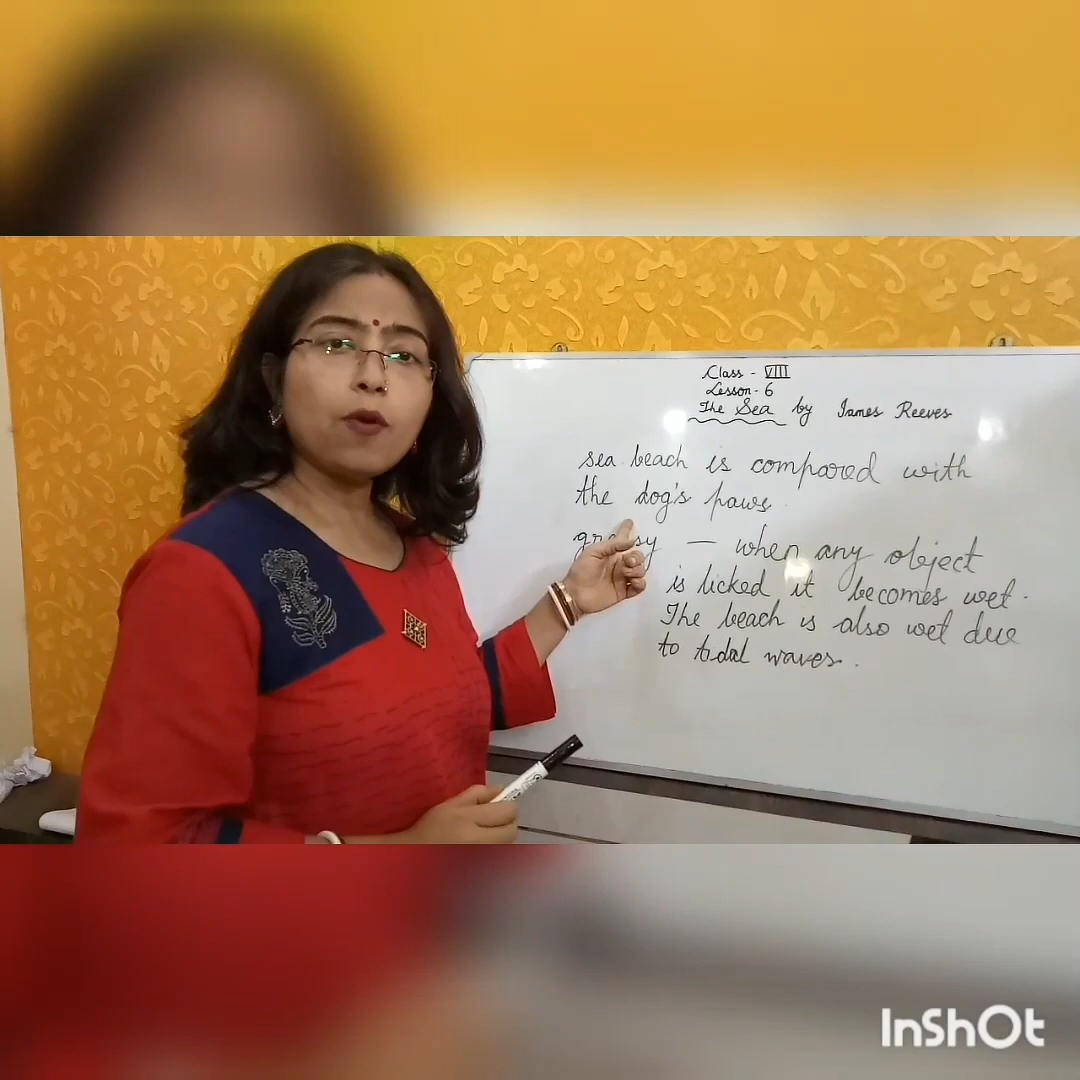 Class - VIII
Lesson - 6
The Sea by James Reeves
sea beach is compared with
the dog's paws.
greasy — when any object
is licked it becomes wet.
The beach is also wet due
to tidal waves.
InShOt